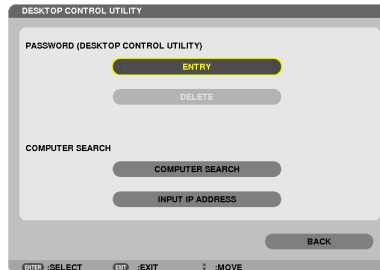 DESKTOP CONTROL UTILITY
PASSWORD (DESKTOP CONTROL UTILITY)
ENTRY
DELETE
COMPUTER SEARCH
COMPUTER SEARCH
INPUT IP ADDRESS
BACK
ENTER :SELECT EXIT :EXIT :MOVE